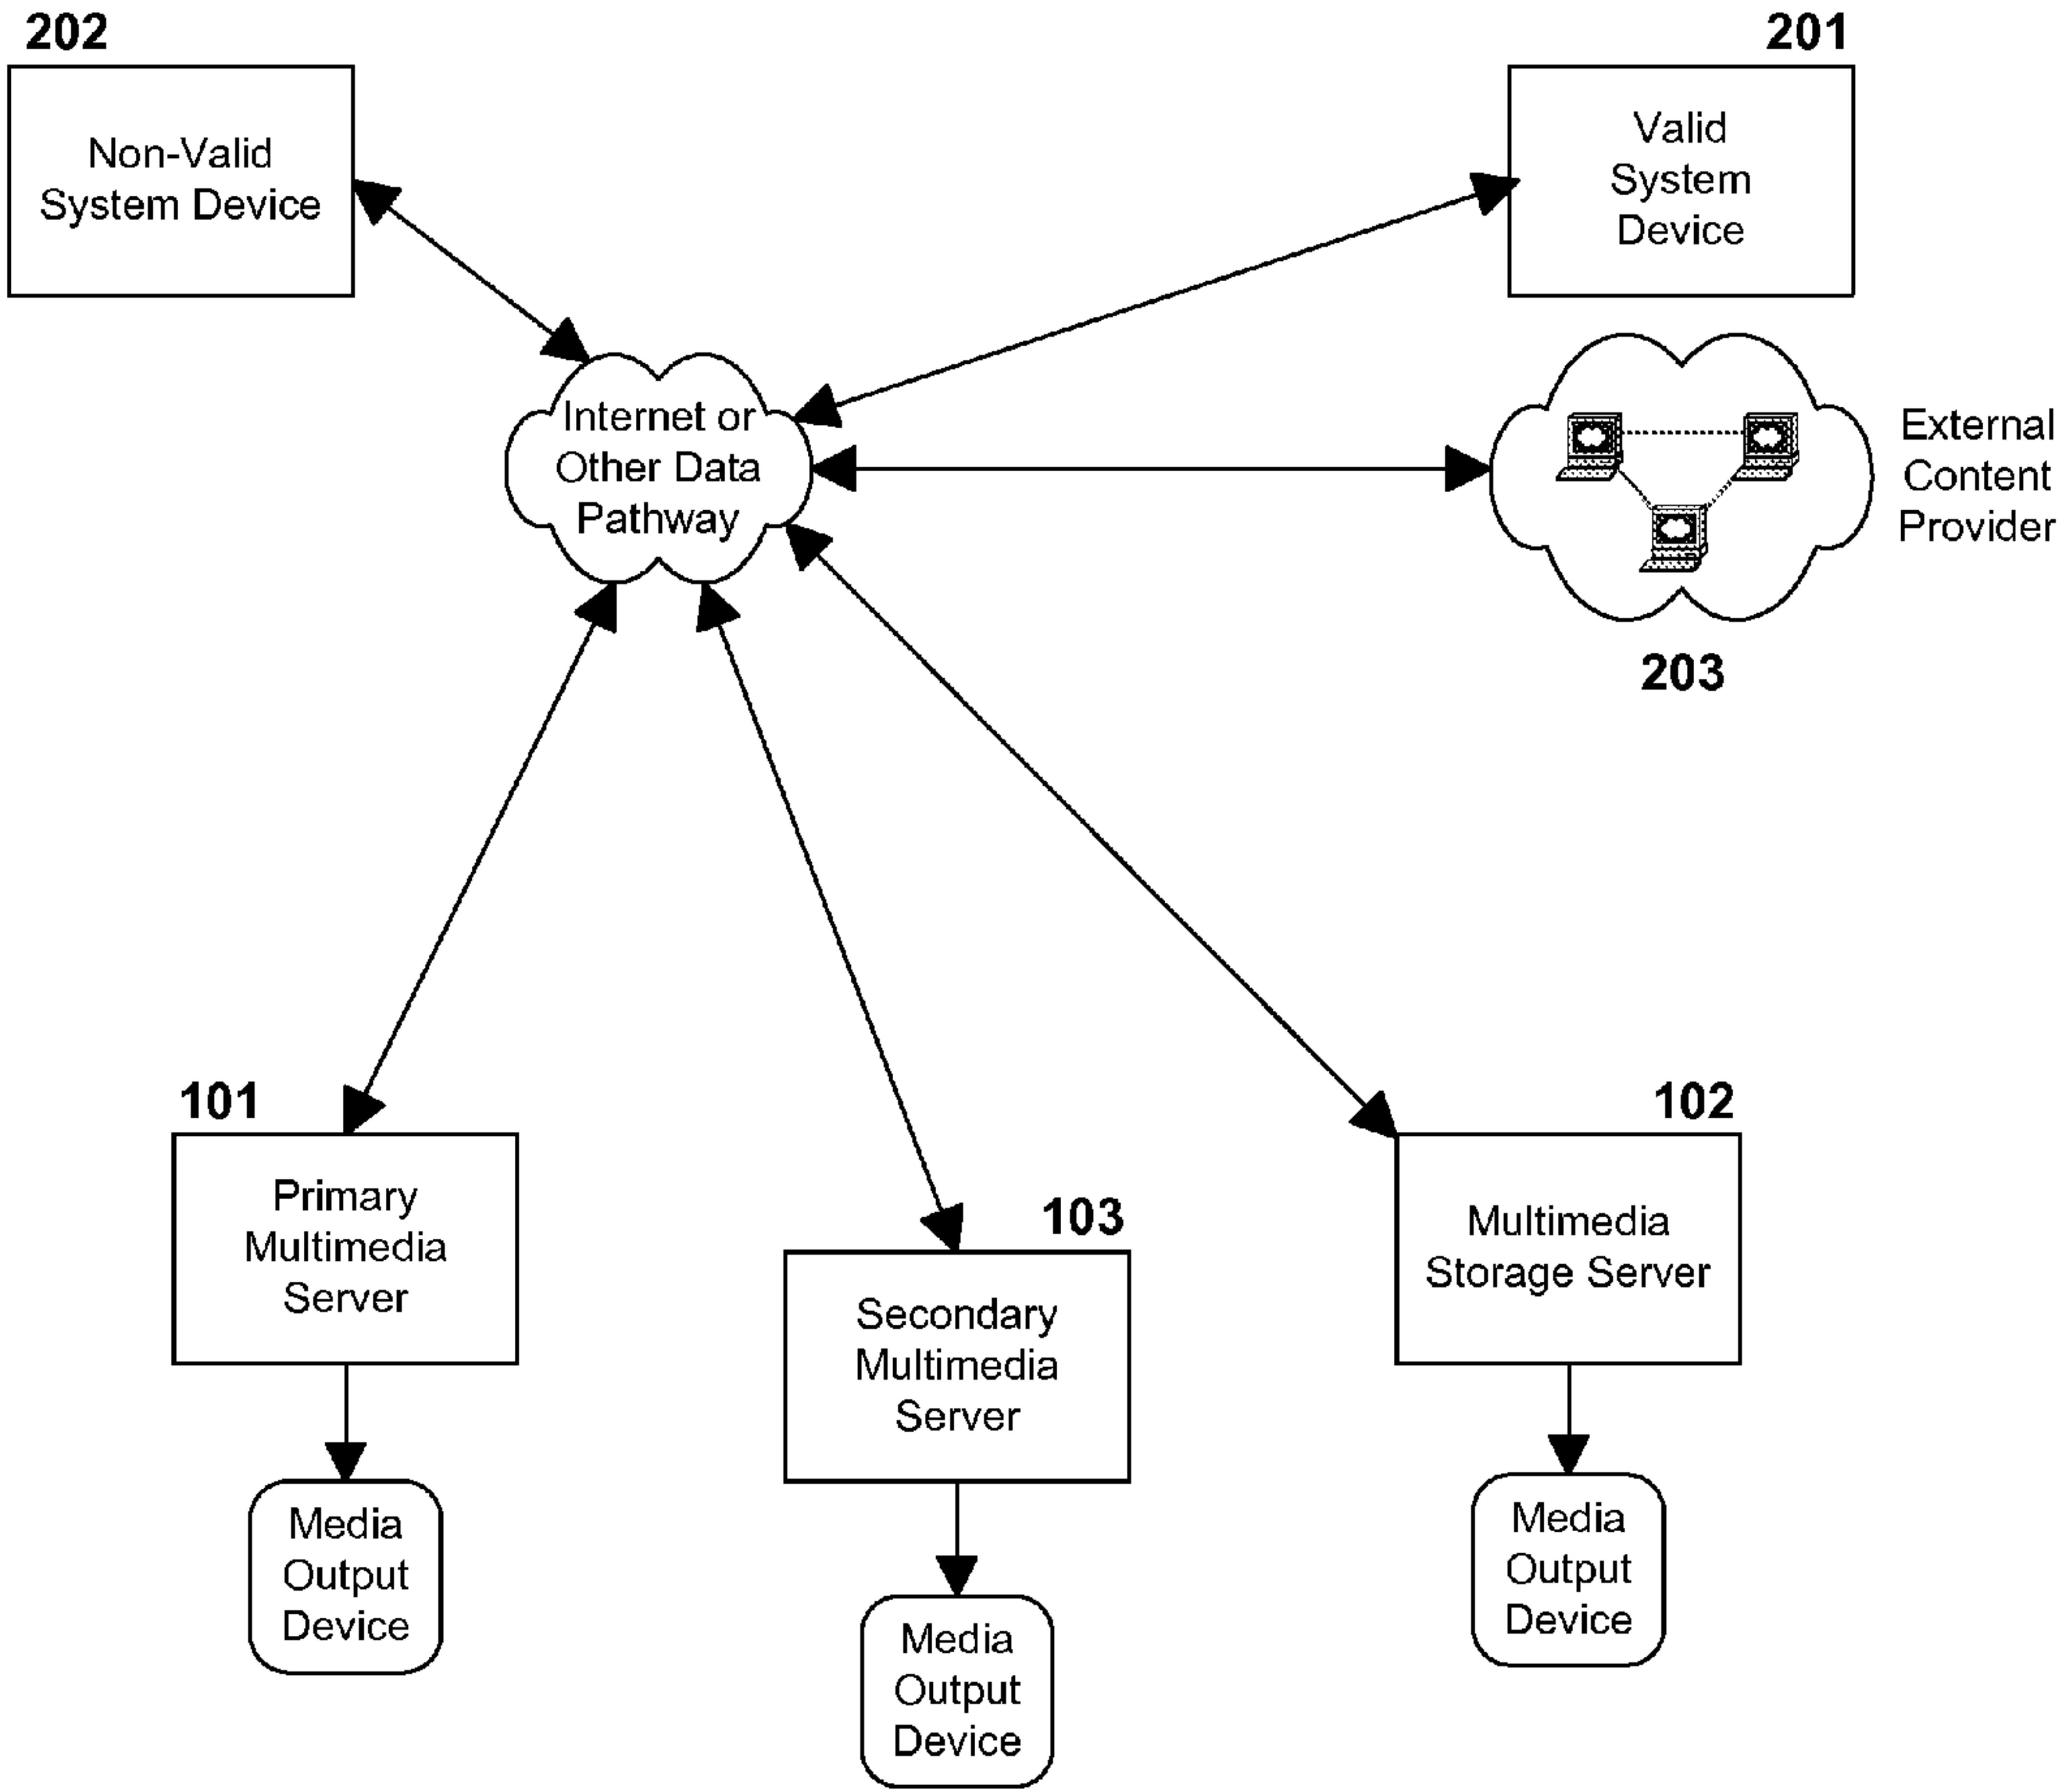 202
201
Non-Valid
System Device
Valid
System
Device
Internet or
Other Data
Pathway
External
Content
Provider
203
101
Primary
Multimedia
Server
103
Secondary
Multimedia
Server
102
Multimedia
Storage Server
Media
Output
Device
Media
Output
Device
Media
Output
Device